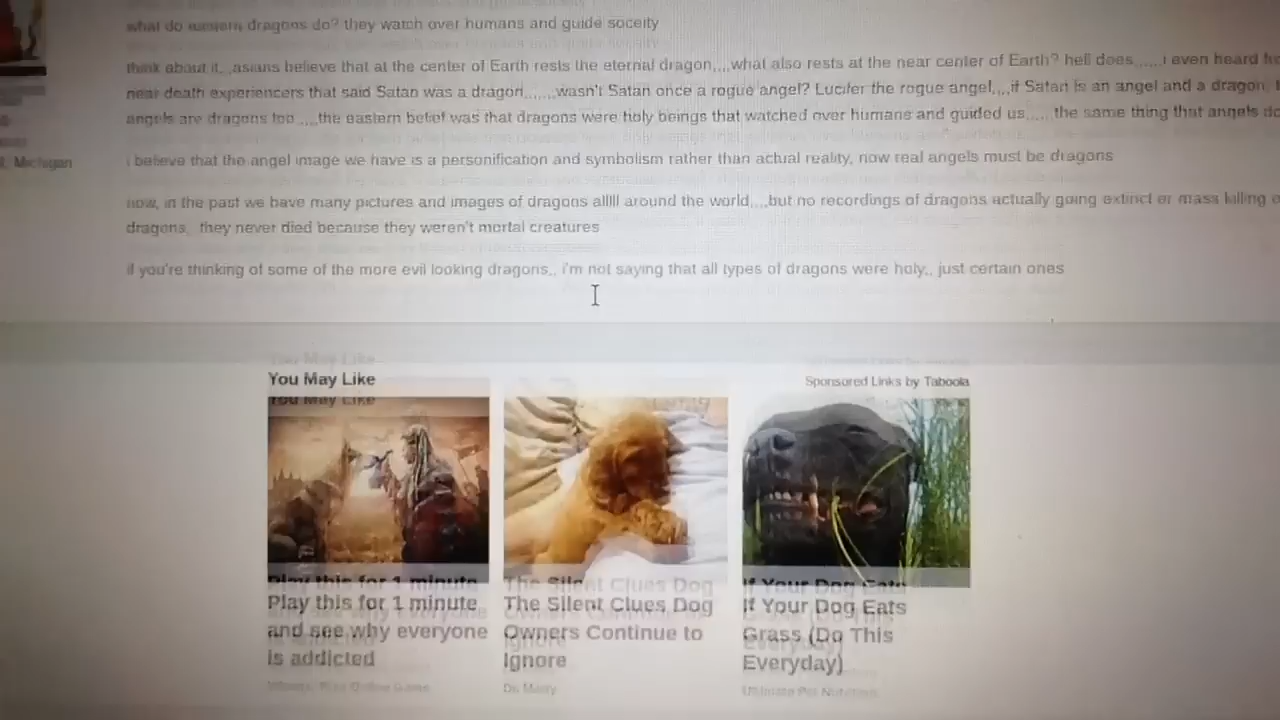 what do western dragons do? they watch over humans and guide soceity
think about it,,,asians believe that at the center of Earth rests the eternal dragon,,,,what also rests at the near center of Earth? hell does,,,,,,i even heard
near death experiencers that said Satan was a dragon,,,,,,,wasn't Satan once a rogue angel? Lucifer the rogue angel,,,,if Satan is an angel and a dragon,
angels are dragons too,,,,,the eastern belief was that dragons were holy beings that watched over humans and guided us,,,,,the same thing that angels
i believe that the angel image we have is a personification and symbolism rather than actual reality, now real angels must be dragons
now, in the past we have many pictures and images of dragons alllll around the world,,,,but no recordings of dragons actually going extinct or mass killing
dragons, they never died because they weren't mortal creatures
if you're thinking of some of the more evil looking dragons,, i'm not saying that all types of dragons were holy,, just certain ones
Michigan
You May Like
Sponsored Links by Taboola
Play this for 1 minute
and see why everyone
is addicted
The Silent Clues Dog
Owners Continue to
Ignore
Dr. Marty
If Your Dog Eats
Grass (Do This
Everyday)
Ultimate Pet Nutrition